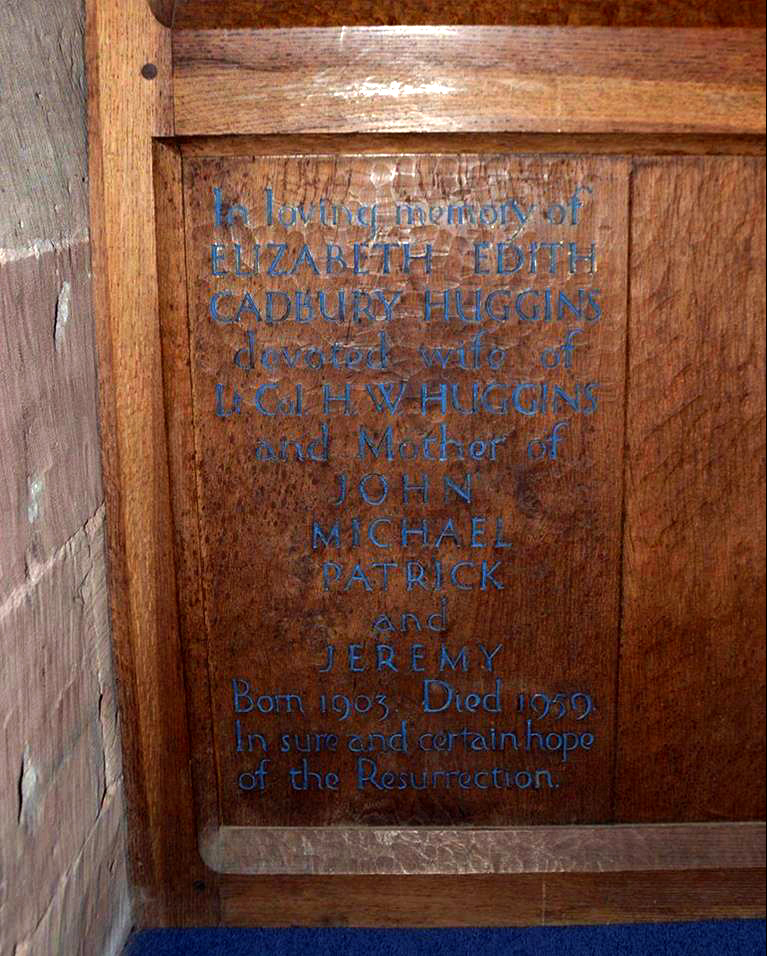 In loving memory of
ELIZABETH EDITH
CADBURY HUGGINS
devoted wife of
Lt Col. H. W. HUGGINS
and Mother of
JOHN
MICHAEL
PATRICK
and
JEREMY
Born 1903. Died 1959.
In sure and certain hope
of the Resurrection.